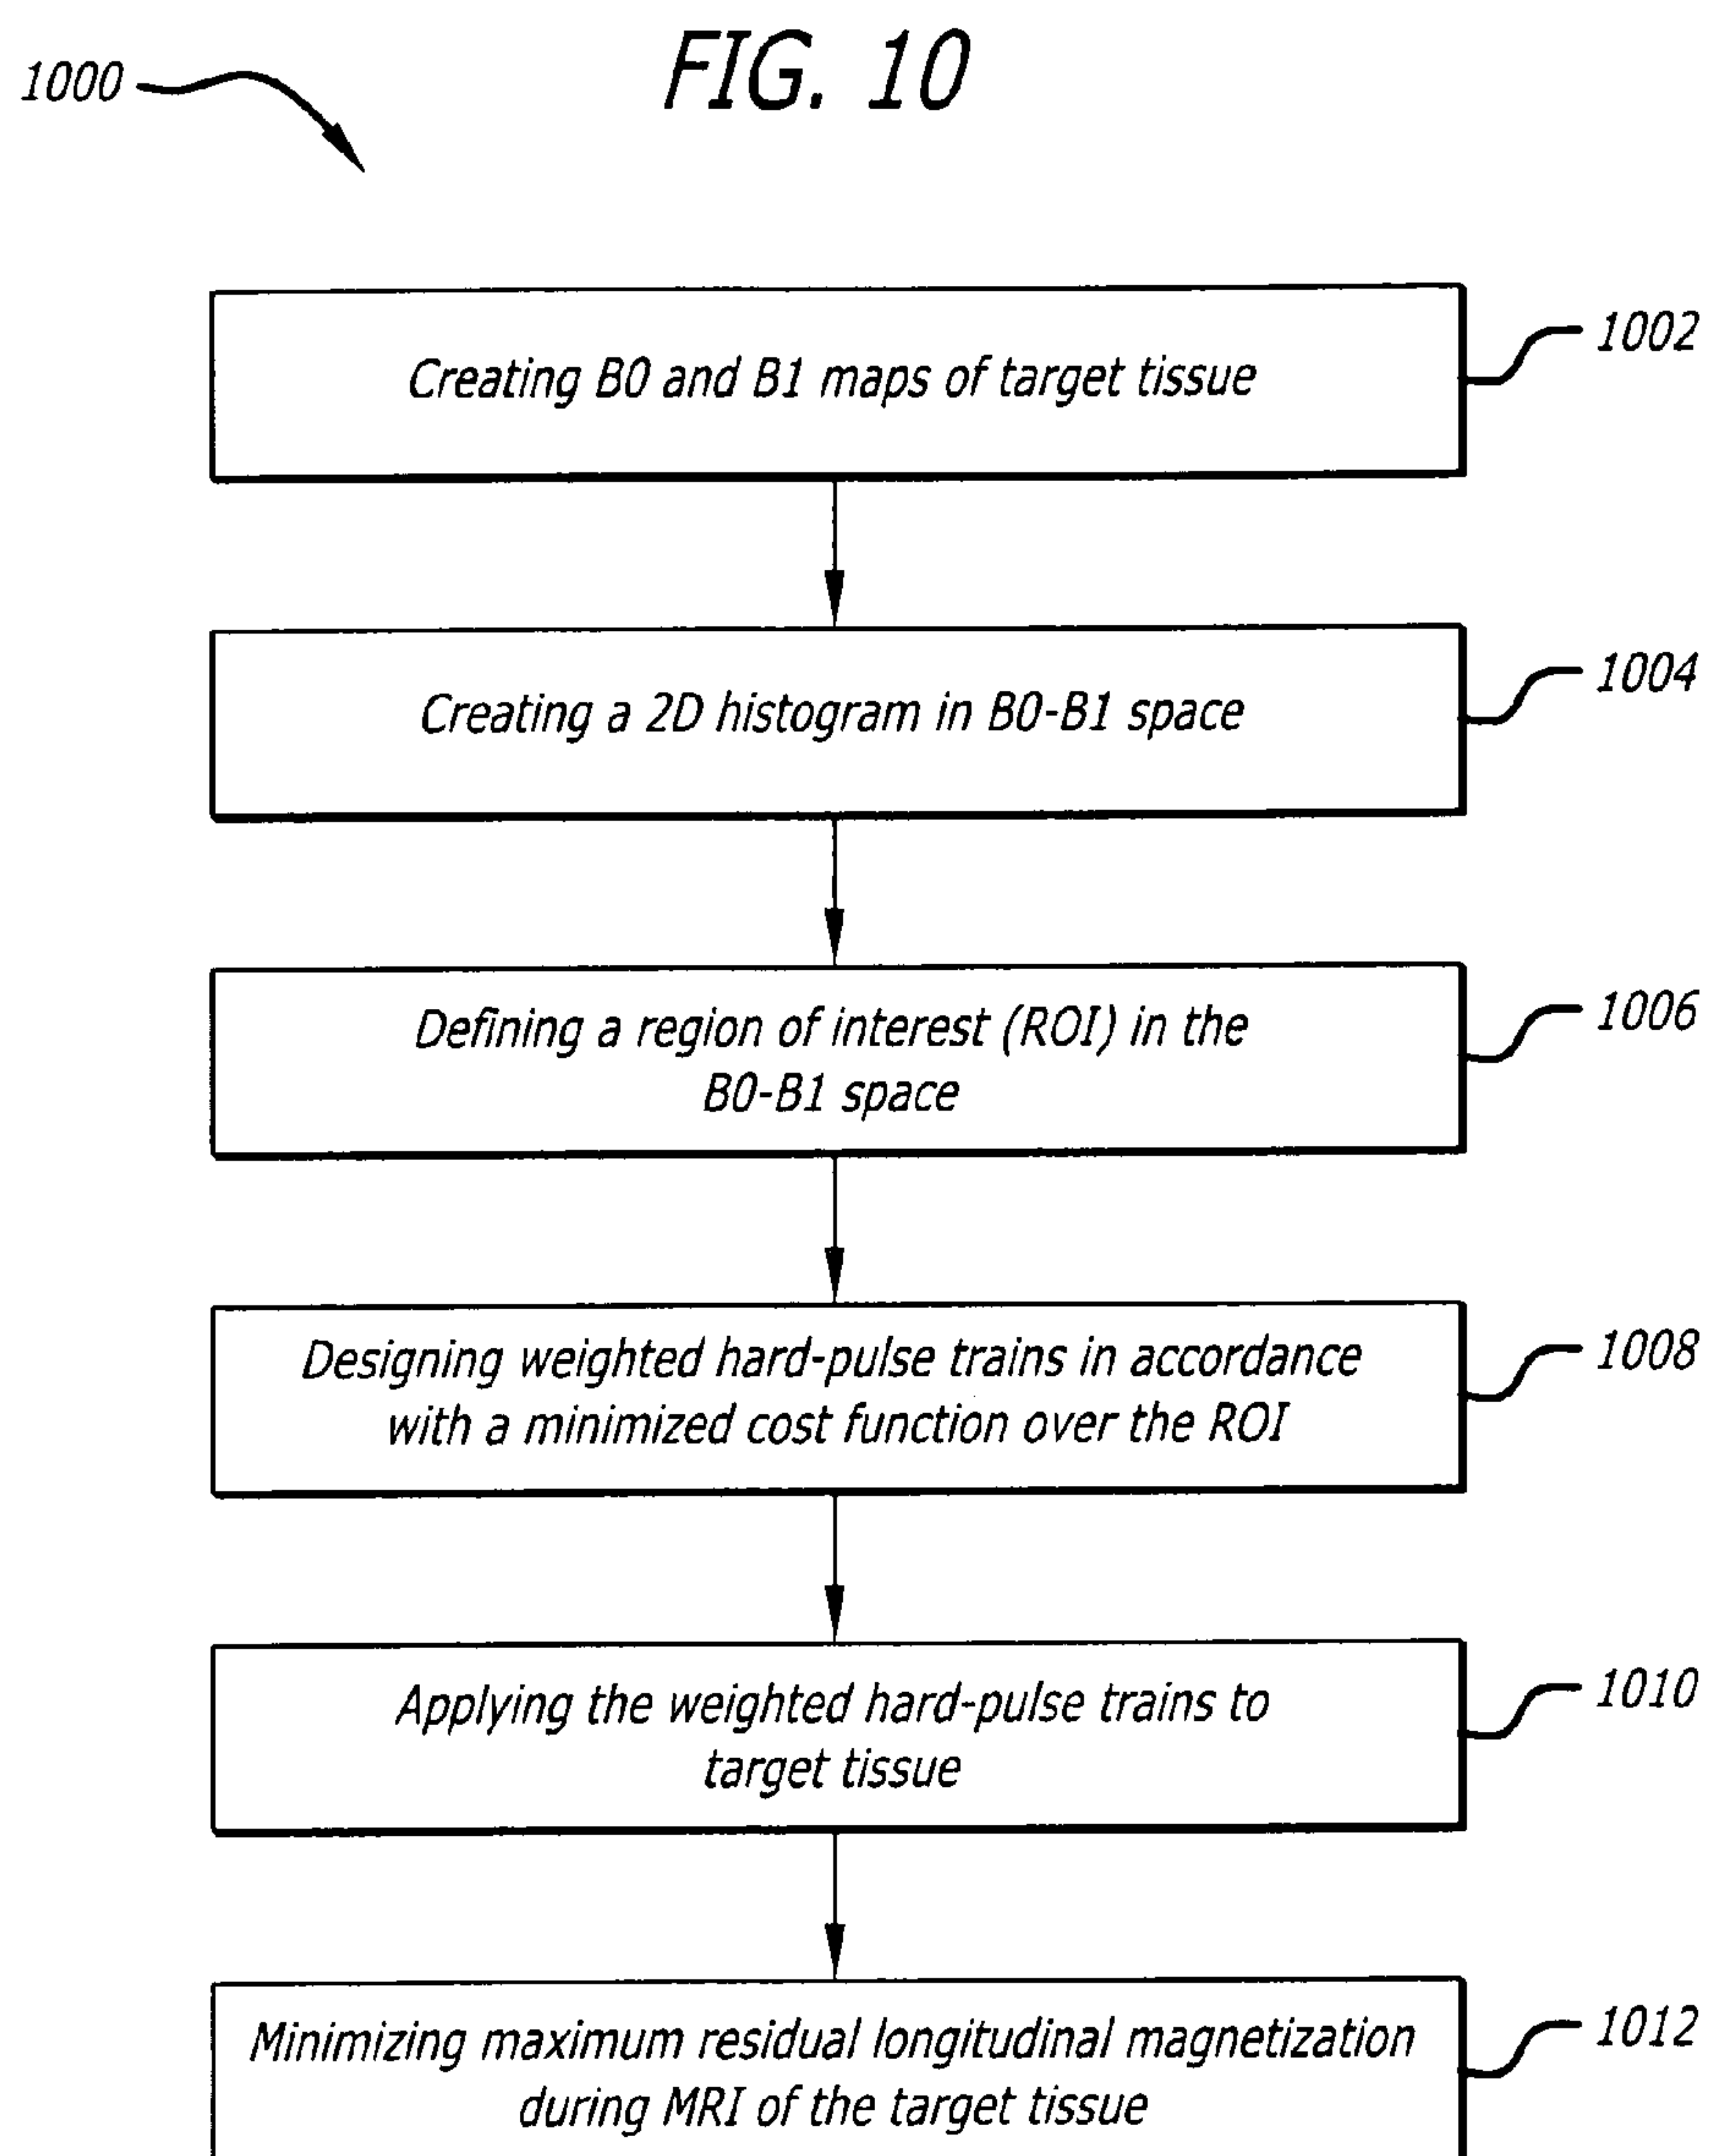 FIG. 10
1000
Creating B0 and B1 maps of target tissue
1002
Creating a 2D histogram in B0-B1 space
1004
Defining a region of interest (ROI) in the
B0-B1 space
1006
Designing weighted hard-pulse trains in accordance
with a minimized cost function over the ROI
1008
Applying the weighted hard-pulse trains to
target tissue
1010
Minimizing maximum residual longitudinal magnetization
during MRI of the target tissue
1012